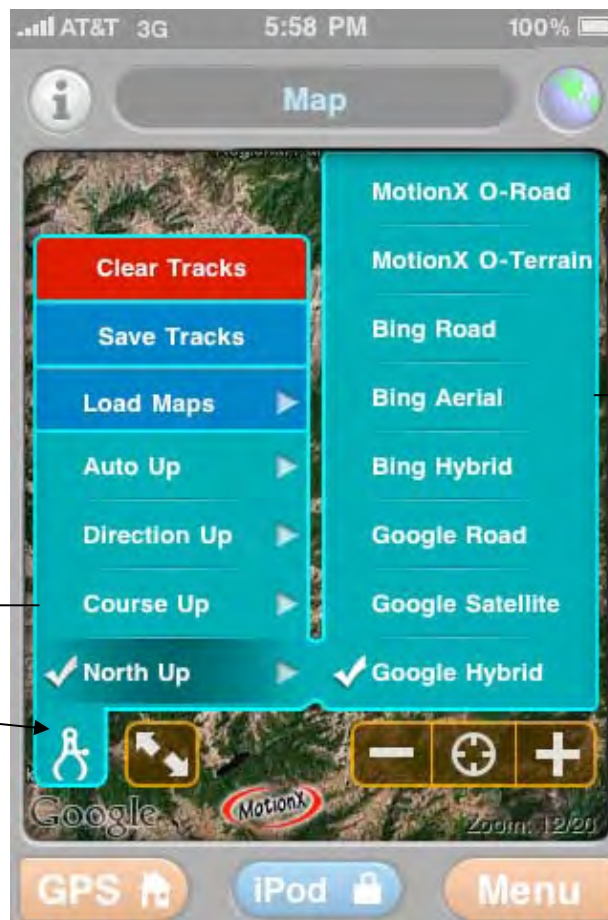 AT&T 3G 5:58 PM 100%
Map
Clear Tracks
Save Tracks
Load Maps
Auto Up
Direction Up
Course Up
North Up
MotionX O-Road
MotionX O-Terrain
Bing Road
Bing Aerial
Bing Hybrid
Google Road
Google Satellite
Google Hybrid
Google
MotionX
Zoom: 12/20
GPS
iPod
Menu